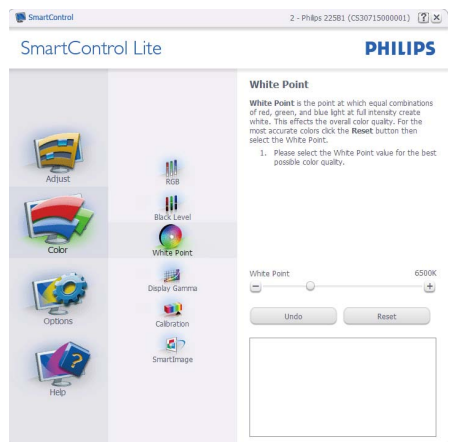 SmartControl
2 - Philips 225B1 (CS30715000001)
SmartControl Lite
PHILIPS
Adjust
Color
Options
Help
RGB
Black Level
White Point
Display Gamma
Calibration
SmartImage
White Point
White Point is the point at which equal combinations
of red, green, and blue light at full intensity create
white. This effects the overall color quality. For the
most accurate colors click the Reset button then
select the White Point.
1. Please select the White Point value for the best
possible color quality.
White Point 6500K
Undo Reset